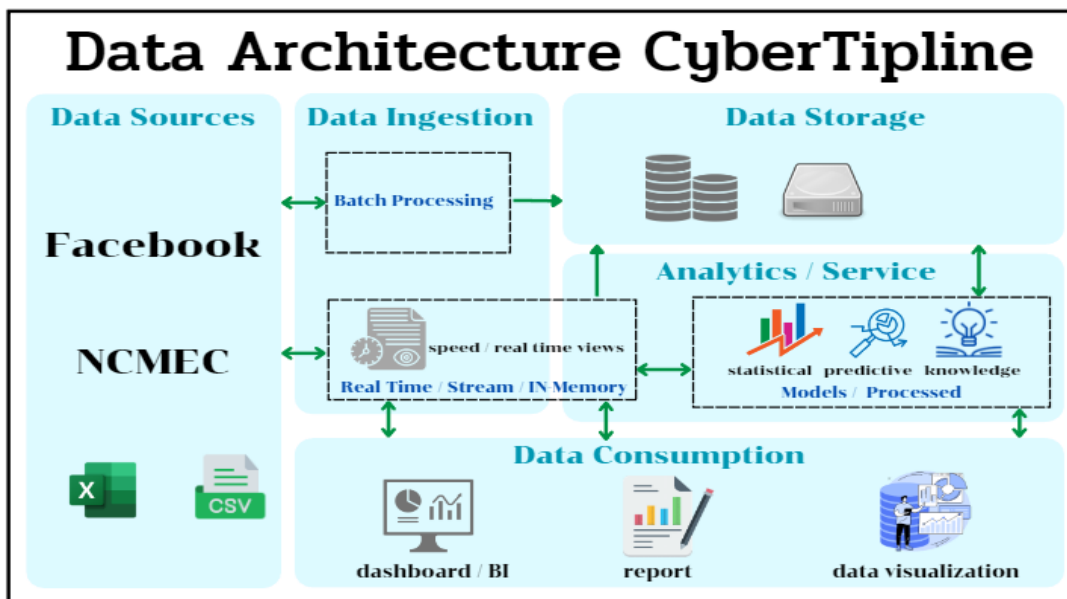 Data Architecture CyberTipline
Data Sources
Facebook
NCMEC
X
CSV
Data Ingestion
Batch Processing
speed / real time views
Real Time / Stream / IN-Memory
Data Storage
Analytics / Service
statistical predictive knowledge
Models / Processed
Data Consumption
dashboard / BI
report
data visualization